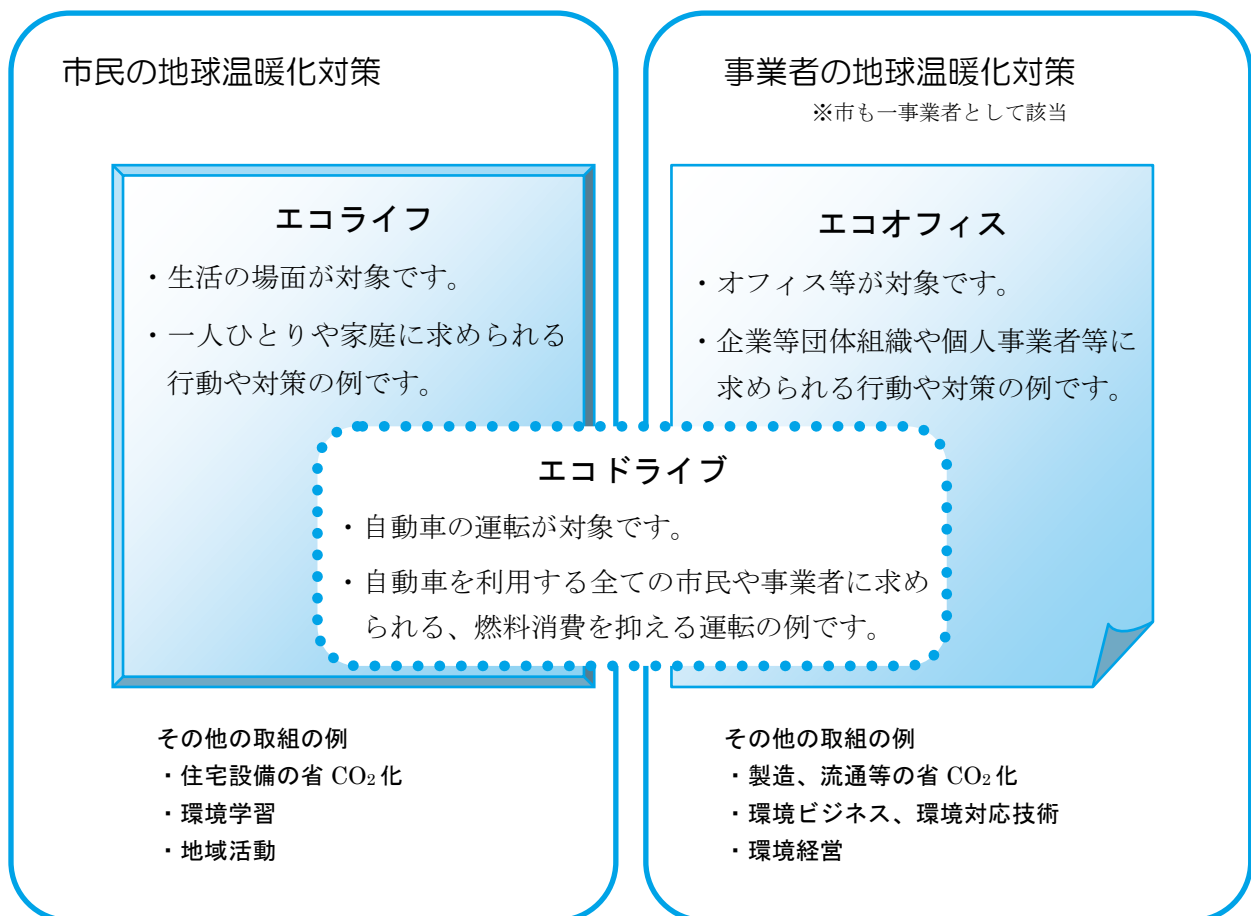 市民の地球温暖化対策
エコライフ
・生活の場面が対象です。
・一人ひとりや家庭に求められる
行動や対策の例です。
事業者の地球温暖化対策
※市も一事業者として該当
エコオフィス
・オフィス等が対象です。
・企業等団体組織や個人事業者等に
求められる行動や対策の例です。
エコドライブ
・自動車の運転が対象です。
・自動車を利用する全ての市民や事業者に求め
られる、燃料消費を抑える運転の例です。
その他の取組の例
・住宅設備の省 CO₂化
・環境学習
・地域活動
その他の取組の例
・製造、流通等の省 CO₂化
・環境ビジネス、環境対応技術
・環境経営